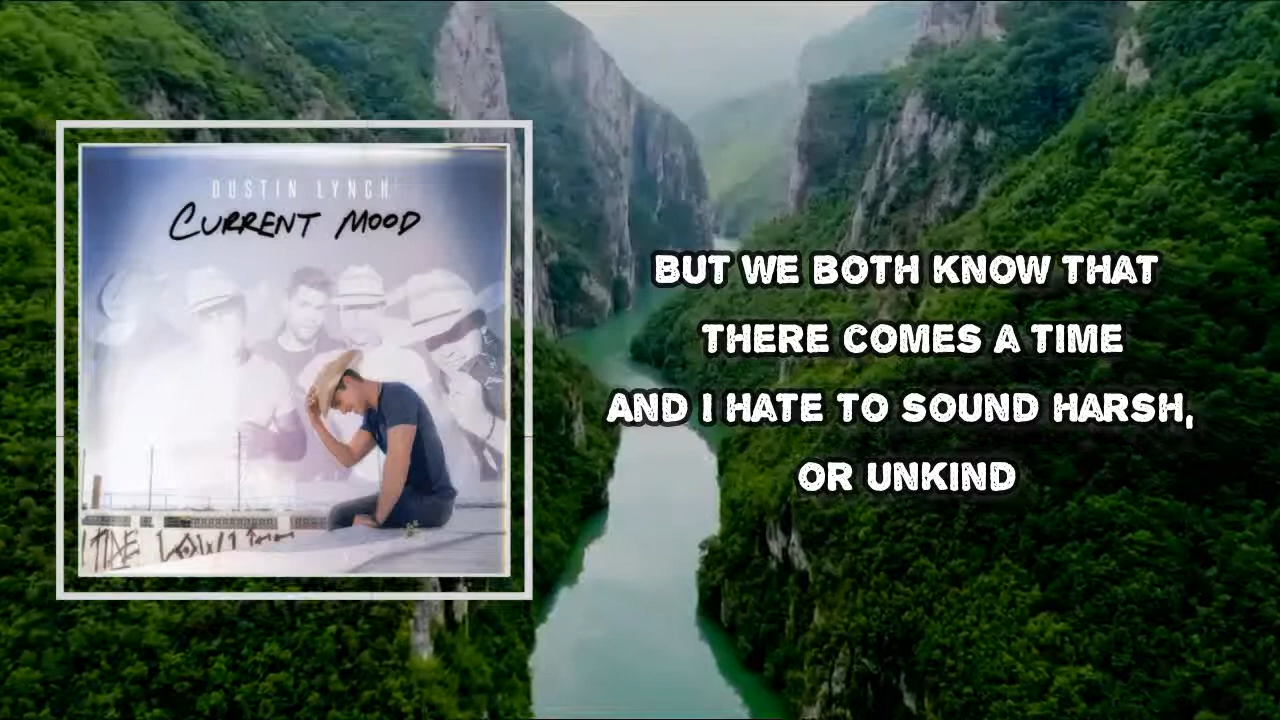 DUSTIN LYNCH
CURRENT MOOD
BUT WE BOTH KNOW THAT
THERE COMES A TIME
AND I HATE TO SOUND HARSH,
OR UNKIND